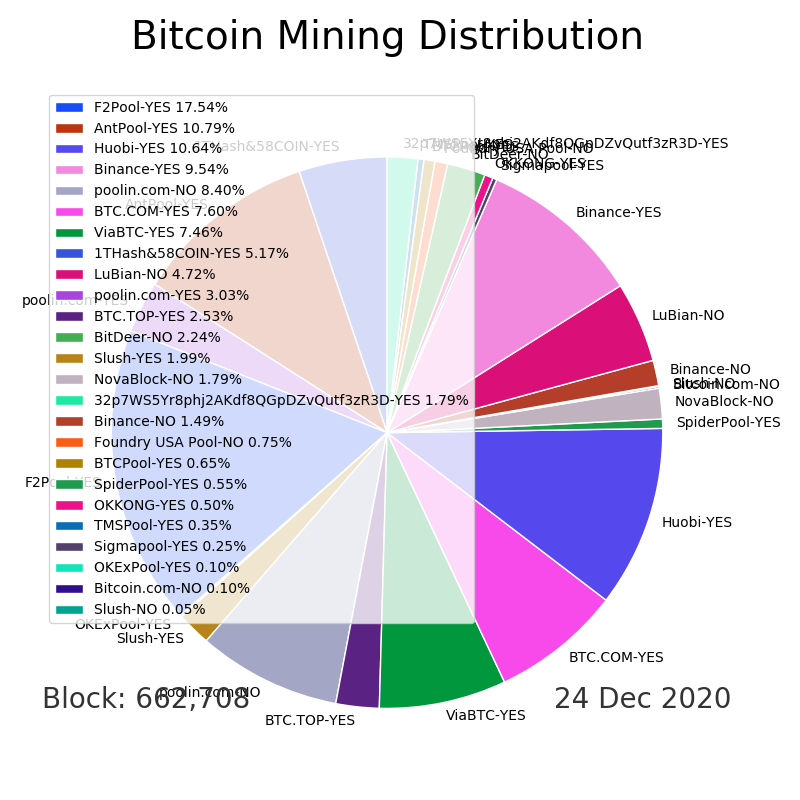 Bitcoin Mining Distribution
F2Pool-YES 17.54%
AntPool-YES 10.79%
Huobi-YES 10.64%
Binance-YES 9.54%
poolin.com-NO 8.40%
BTC.COM-YES 7.60%
ViaBTC-YES 7.46%
1THash&58COIN-YES 5.17%
LuBian-NO 4.72%
poolin.com-YES 3.03%
BTC.TOP-YES 2.53%
BitDeer-NO 2.24%
Slush-YES 1.99%
NovaBlock-NO 1.79%
32p7WS5Yr8phj2AKdf8QGpDZvQutf3zR3D-YES 1.79%
Binance-NO 1.49%
Foundry USA Pool-NO 0.75%
BTCPool-YES 0.65%
SpiderPool-YES 0.55%
OKKONG-YES 0.50%
TMSPool-YES 0.35%
Sigmapool-YES 0.25%
OKExPool-YES 0.10%
Bitcoin.com-NO 0.10%
Slush-NO 0.05%
1THash&58COIN-YES
AntPool-YES
poolin.com-YES
F2Pool-YES
OKExPool-YES
Slush-YES
poolin.com-NO
BTC.TOP-YES
ViaBTC-YES
BTC.COM-YES
Huobi-YES
SpiderPool-YES
NovaBlock-NO
Bitcoin.com-NO
Slush-NO
Binance-NO
LuBian-NO
Binance-YES
Sigmapool-YES
OKKONG-YES
BitDeer-NO
Block: 662,708
24 Dec 2020